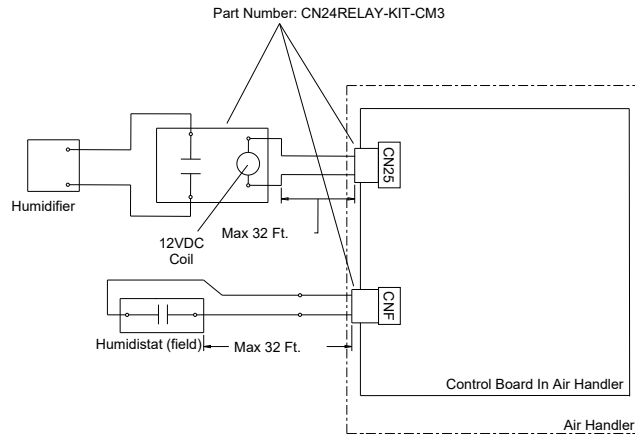 Part Number: CN24RELAY-KIT-CM3
CN25
Humidifier
12VDC
Coil
Max 32 Ft.
CNF
Humidistat (field)
Max 32 Ft.
Control Board In Air Handler
Air Handler